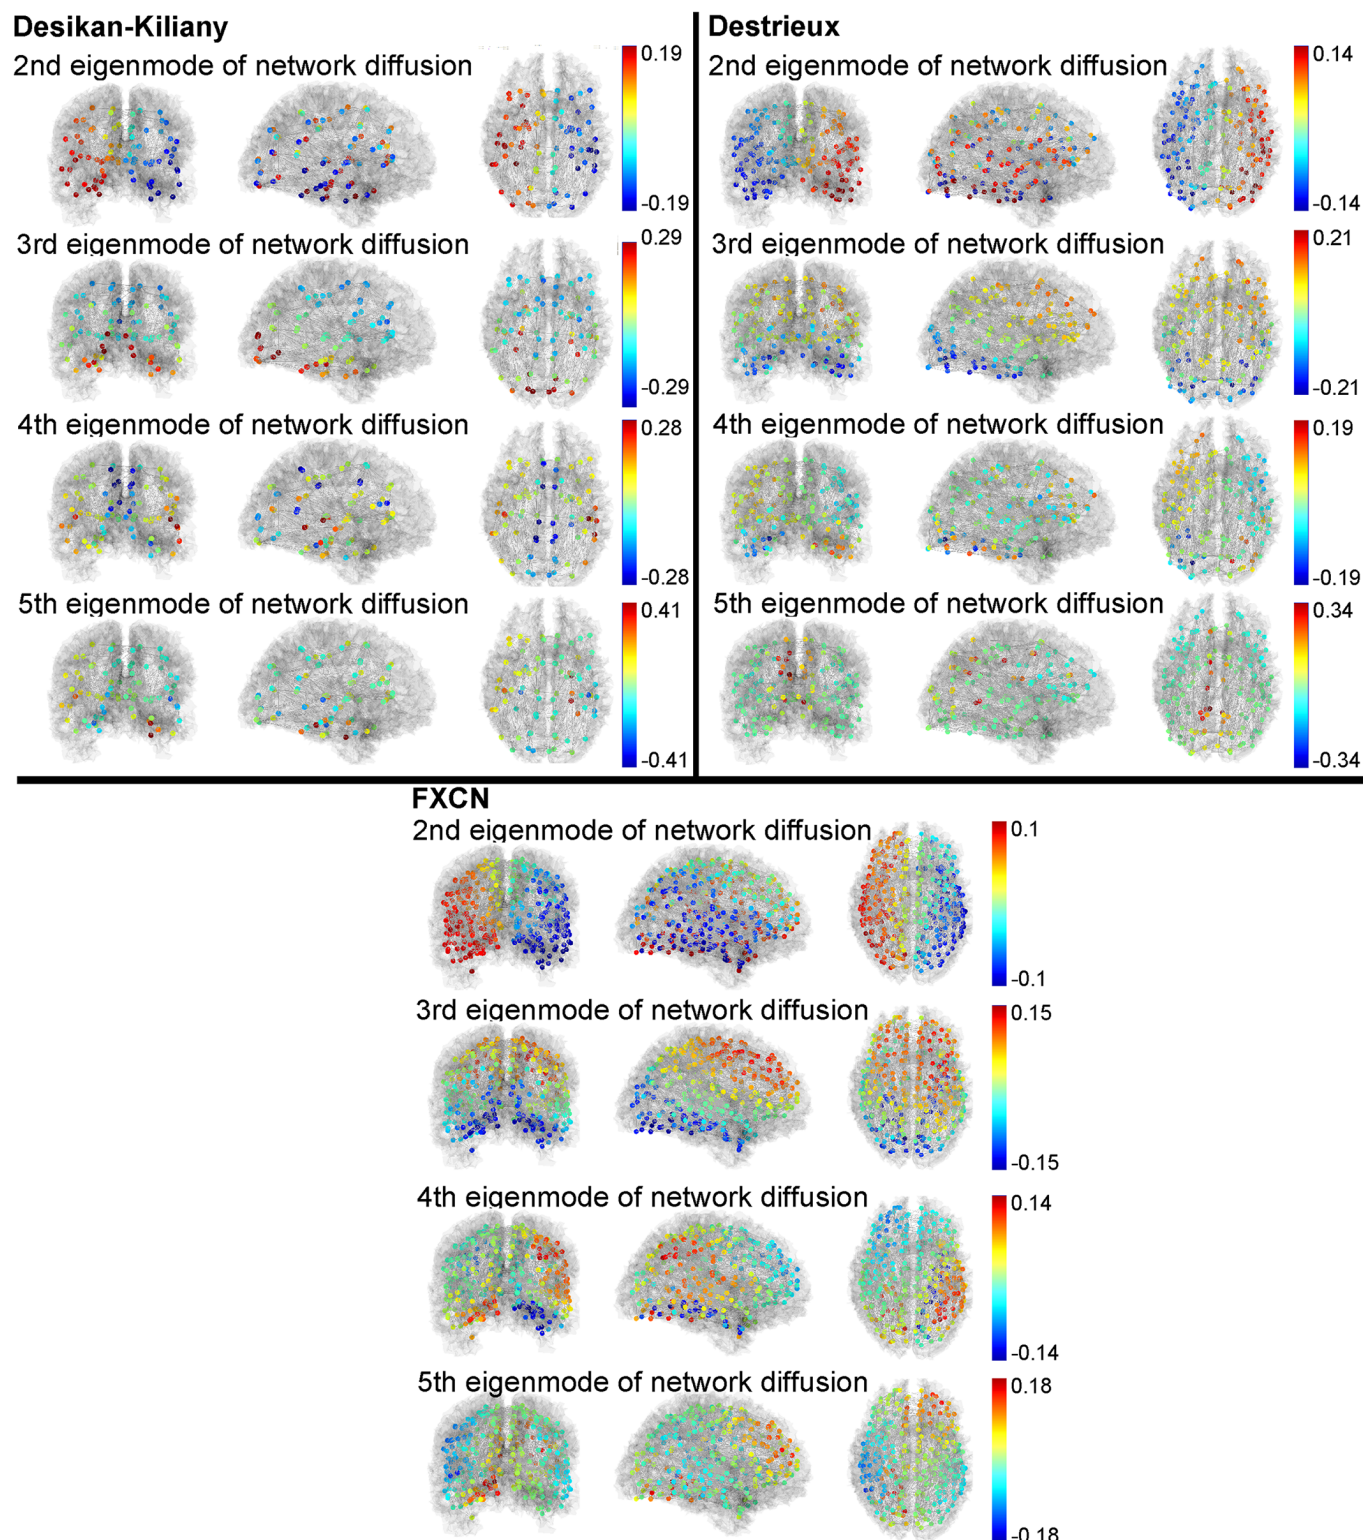 Desikan-Kiliany
2nd eigenmode of network diffusion
0.19
-0.19
3rd eigenmode of network diffusion
0.29
-0.29
4th eigenmode of network diffusion
0.28
-0.28
5th eigenmode of network diffusion
0.41
-0.41
Destrieux
2nd eigenmode of network diffusion
0.14
-0.14
3rd eigenmode of network diffusion
0.21
-0.21
4th eigenmode of network diffusion
0.19
-0.19
5th eigenmode of network diffusion
0.34
-0.34
FXCN
2nd eigenmode of network diffusion
0.1
-0.1
3rd eigenmode of network diffusion
0.15
-0.15
4th eigenmode of network diffusion
0.14
-0.14
5th eigenmode of network diffusion
0.18
-0.18